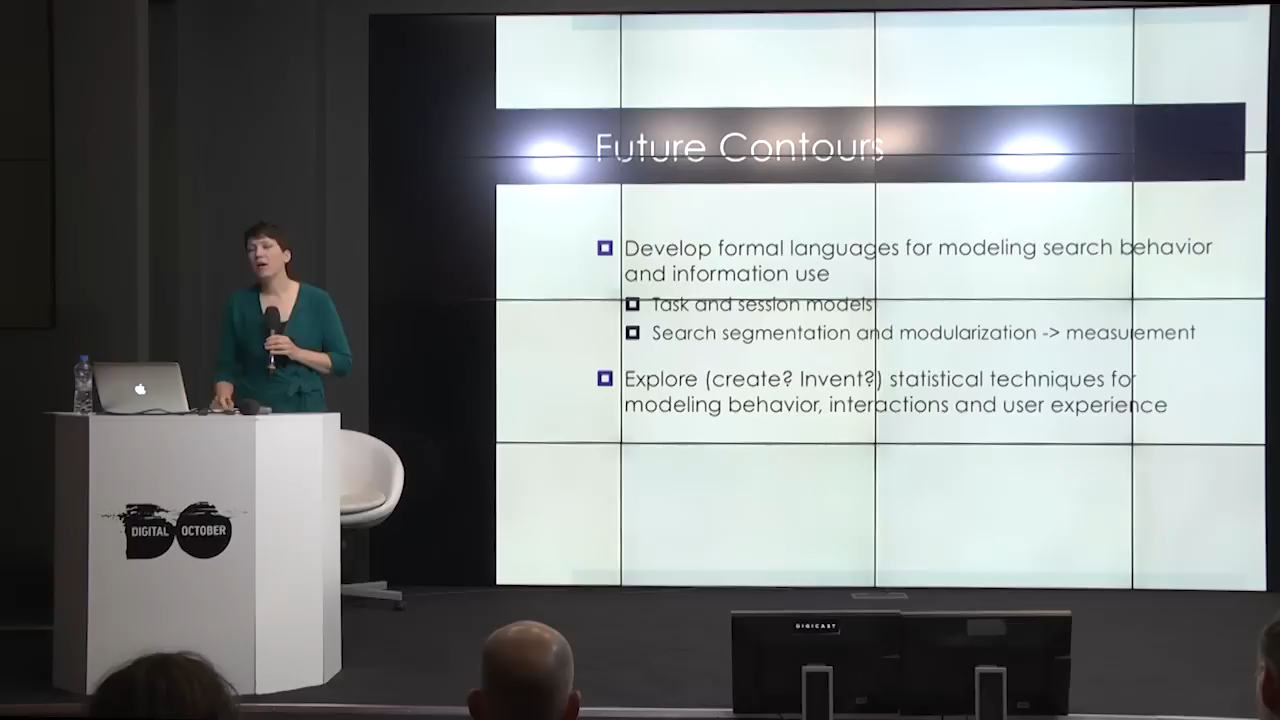 Future Contours
Develop formal languages for modeling search behavior
and information use
Task and session models
Search segmentation and modularization -> measurement
Explore (create? Invent?) statistical techniques for
modeling behavior, interactions and user experience
DIGITAL OCTOBER
DIGICAST